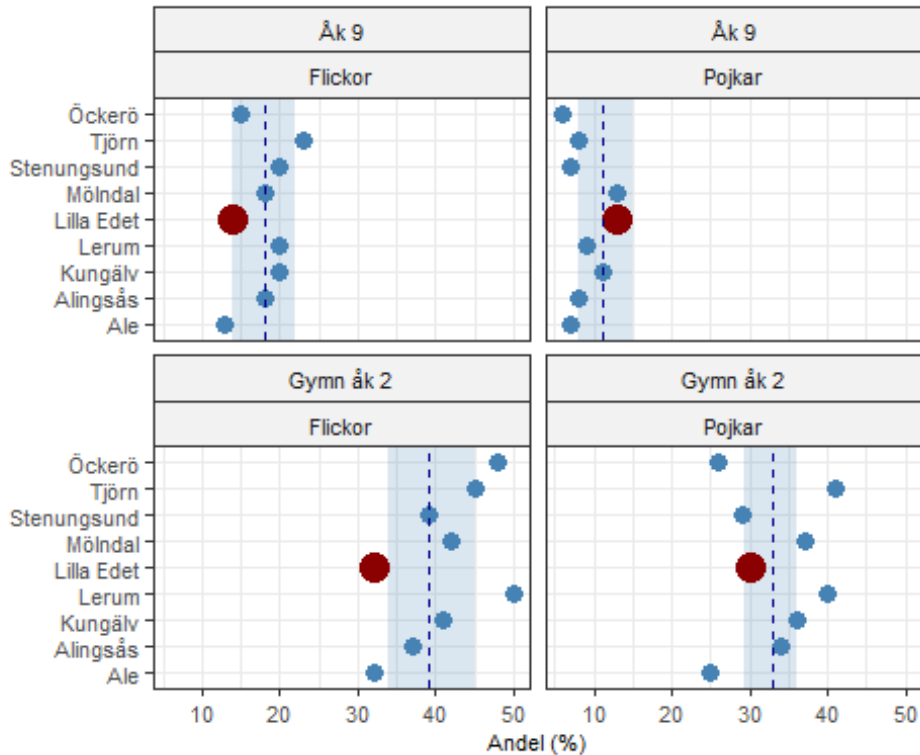 Åk 9
Åk 9
Flickor
Pojkar
Öckerö
Tjörn
Stenungsund
Mölndal
Lilla Edet
Lerum
Kungälv
Alingsås
Ale
Gymn åk 2
Gymn åk 2
Flickor
Pojkar
Öckerö
Tjörn
Stenungsund
Mölndal
Lilla Edet
Lerum
Kungälv
Alingsås
Ale
10 20 30 40 50 10 20 30 40 50
Andel (%)